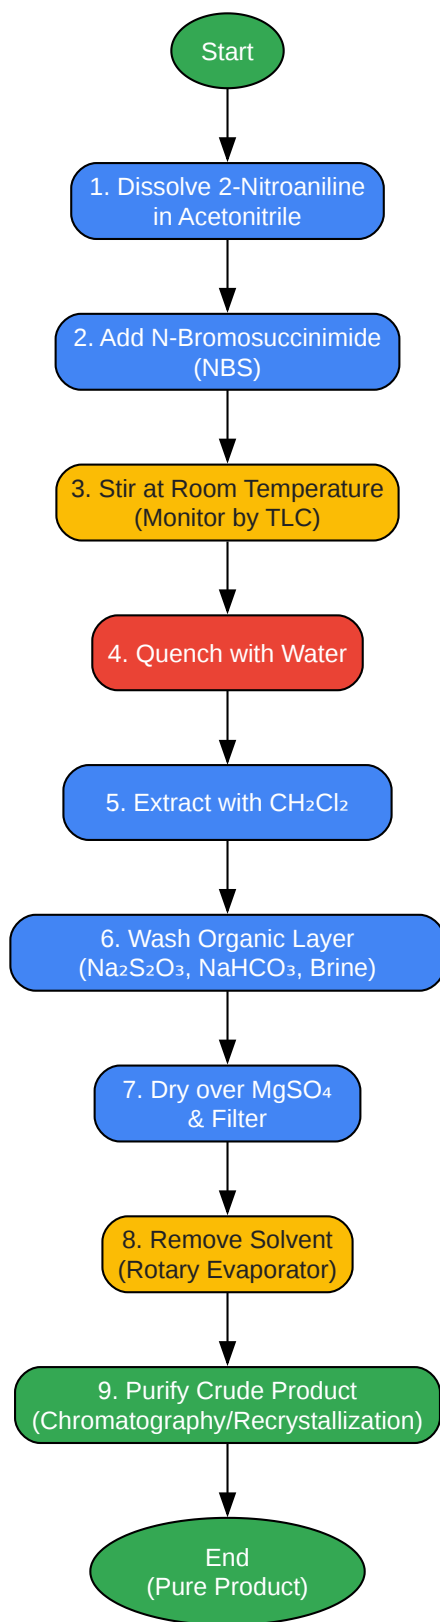 Start
1. Dissolve 2-Nitroaniline
in Acetonitrile
2. Add N-Bromosuccinimide
(NBS)
3. Stir at Room Temperature
(Monitor by TLC)
4. Quench with Water
5. Extract with CH₂Cl₂
6. Wash Organic Layer
(Na₂S₂O₃, NaHCO₃, Brine)
7. Dry over MgSO₄
& Filter
8. Remove Solvent
(Rotary Evaporator)
9. Purify Crude Product
(Chromatography/Recrystallization)
End
(Pure Product)